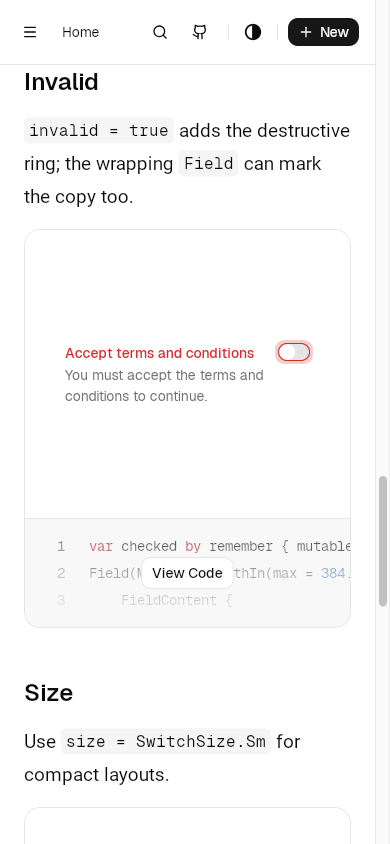 Home
New
Invalid
invalid = true adds the destructive
ring; the wrapping Field can mark
the copy too.
Accept terms and conditions
You must accept the terms and
conditions to continue.
1 var checked by remember { mutable
2 Field( thIn(max = 384.
View Code
3 FieldContent {
Size
Use size = SwitchSize.Sm for
compact layouts.